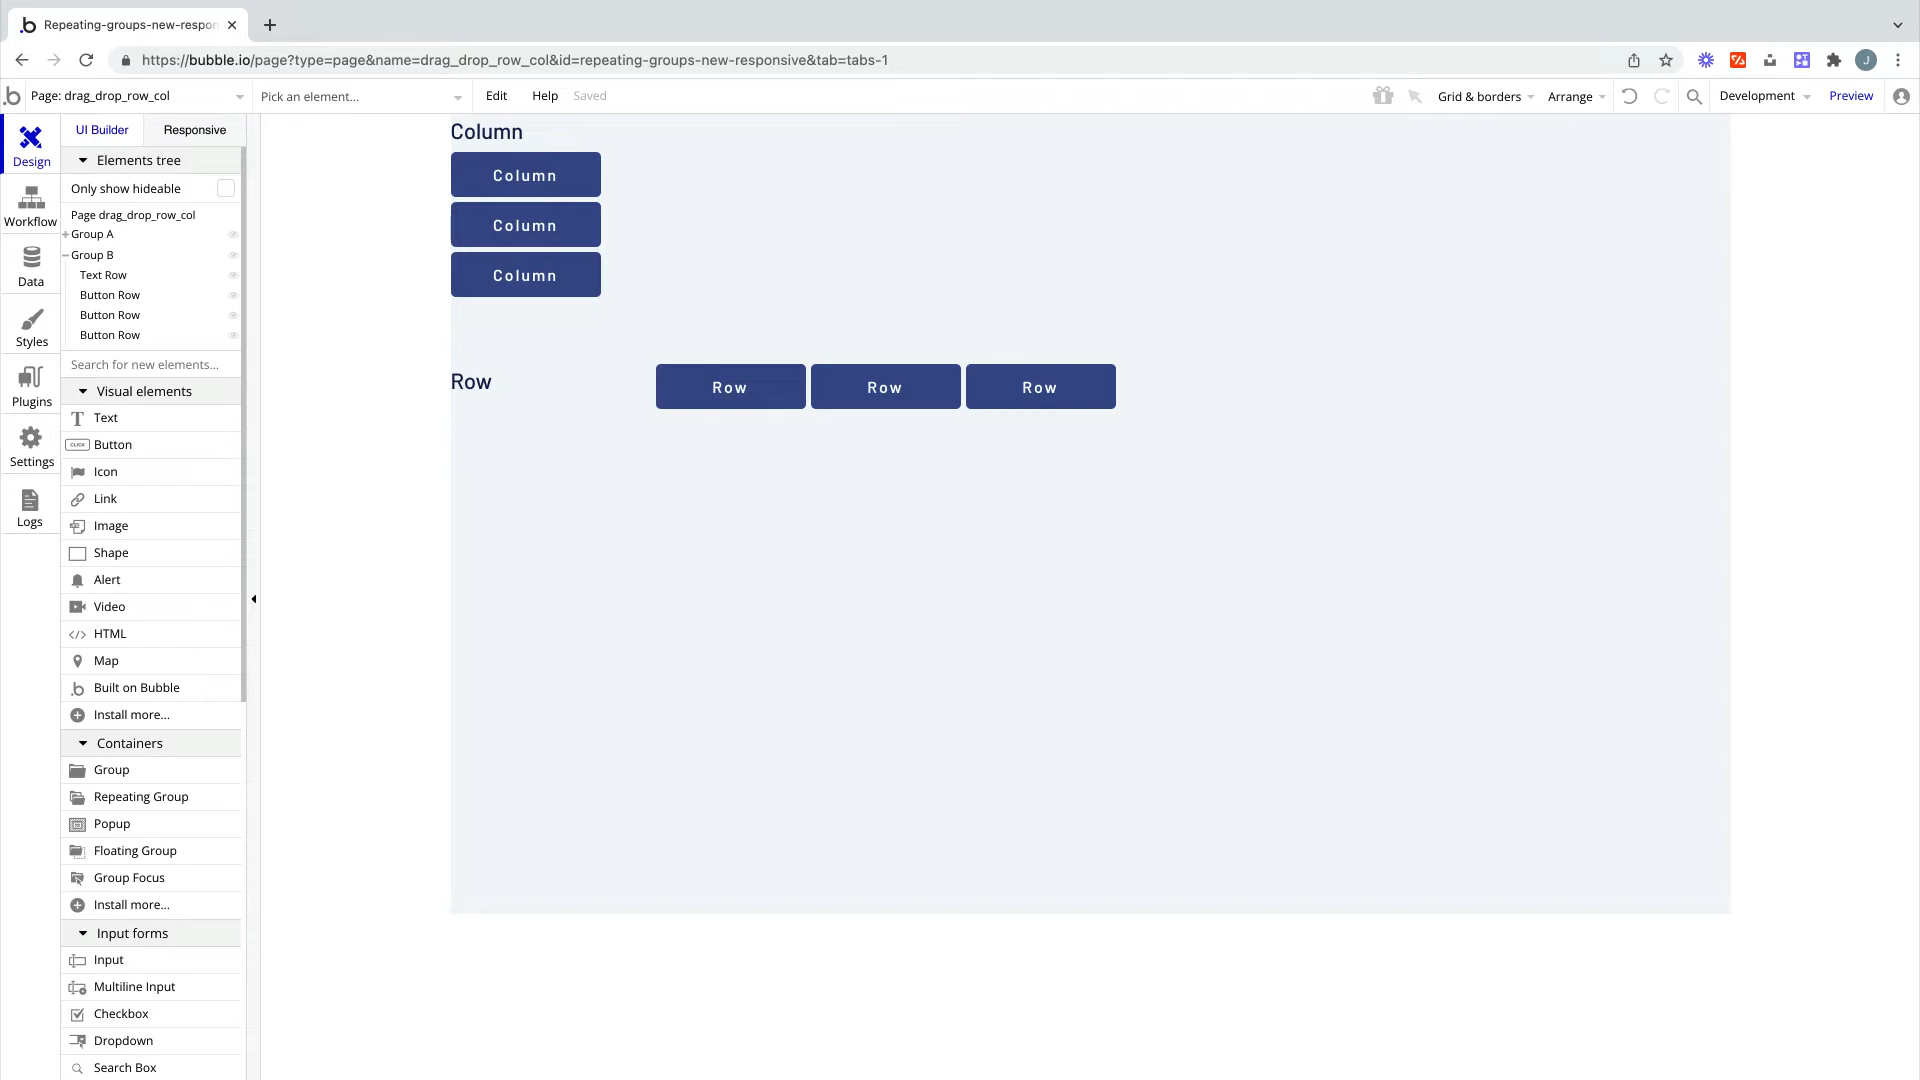 Repeating-groups-new-respon
https://bubble.io/page?type=page&name=drag_drop_row_col&id=repeating-groups-new-responsive&tab=tabs-1
J
Page: drag_drop_row_col
Pick an element...
Edit
Help
Saved
Grid & borders
Arrange
Development
Preview
Design
Workflow
Data
Styles
Plugins
Settings
Logs
UI Builder
Responsive
Elements tree
Only show hideable
Page drag_drop_row_col
Group A
Group B
Text Row
Button Row
Button Row
Button Row
Search for new elements...
Visual elements
Text
CLICK Button
Icon
Link
Image
Shape
Alert
Video
HTML
Map
Built on Bubble
Install more...
Containers
Group
Repeating Group
Popup
Floating Group
Group Focus
Install more...
Input forms
Input
Multiline Input
Checkbox
Dropdown
Search Box
Column
Column
Column
Column
Row
Row
Row
Row